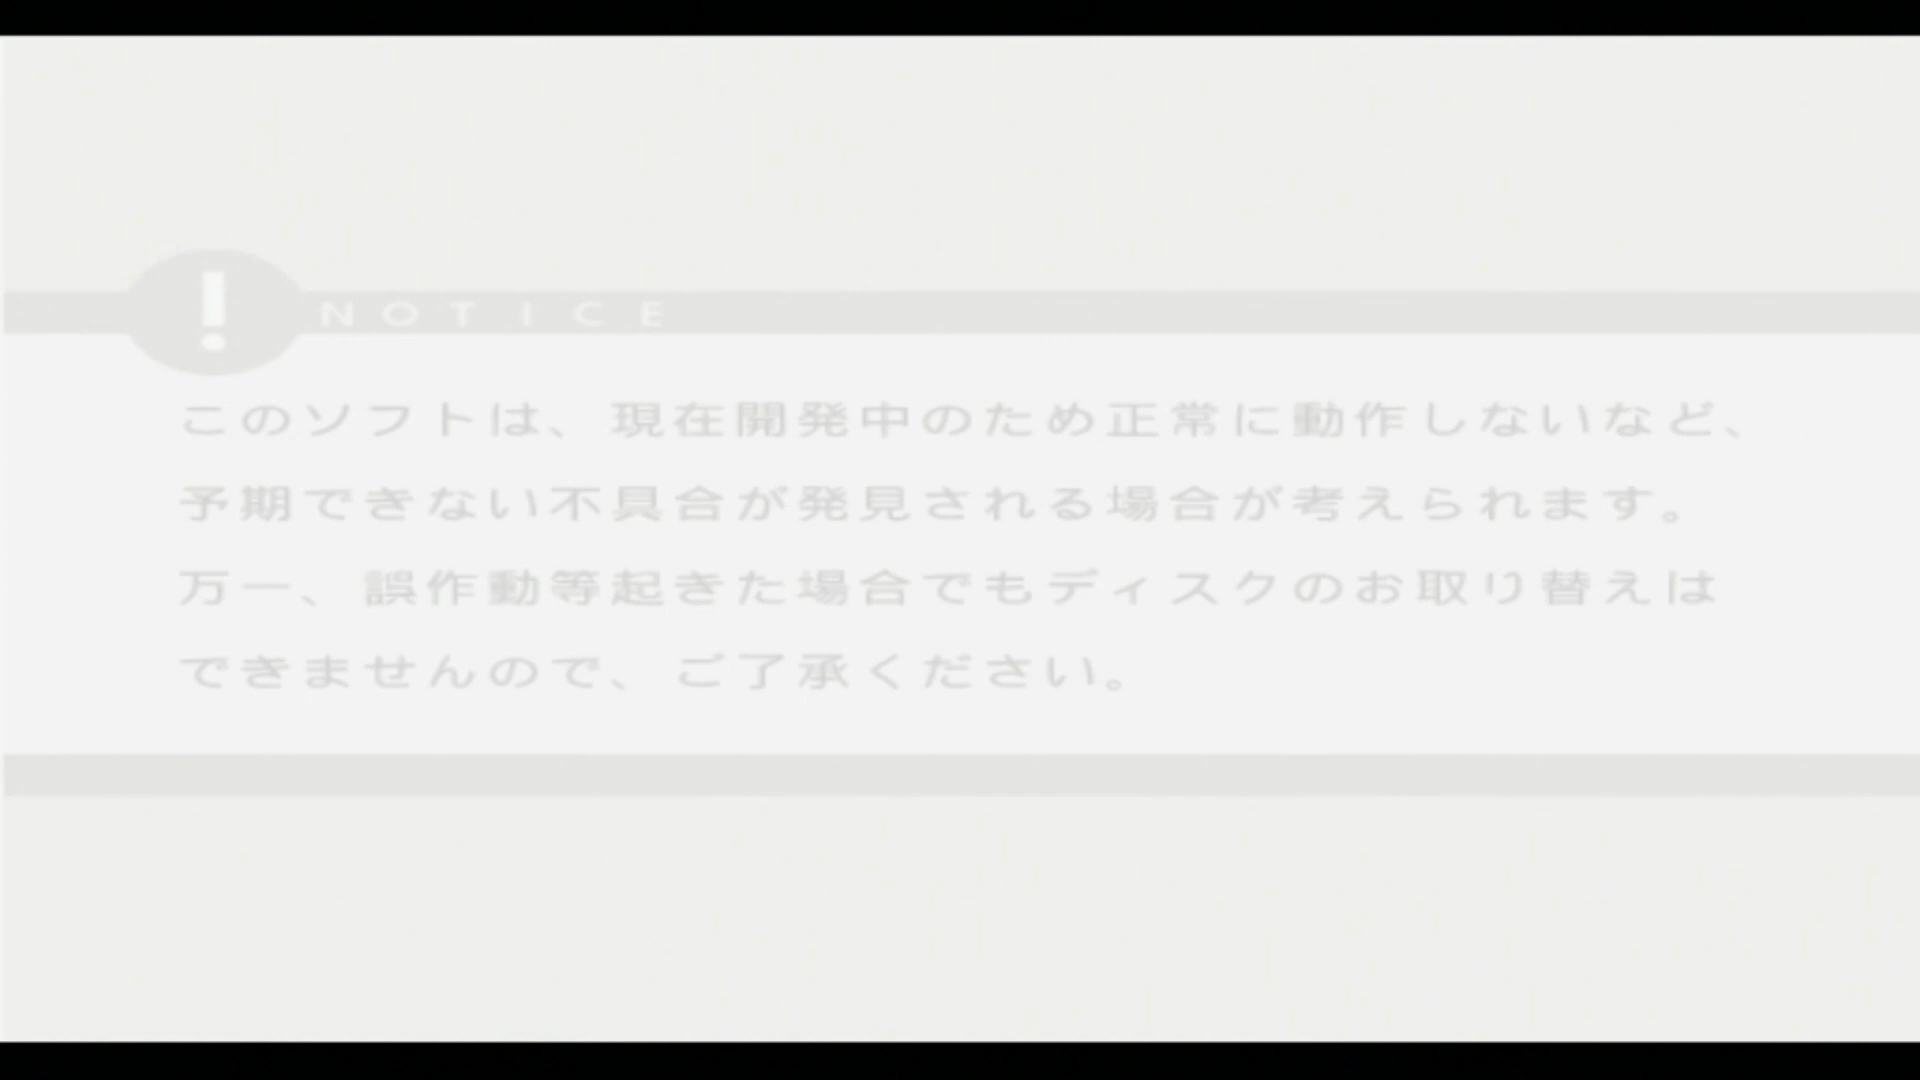 ! NOTICE
このソフトは、現在開発中のため正常に動作しないなど、
予期できない不具合が発見される場合が考えられます。
万一、誤作動等起きた場合でもディスクのお取り替えは
できませんので、ご了承ください。